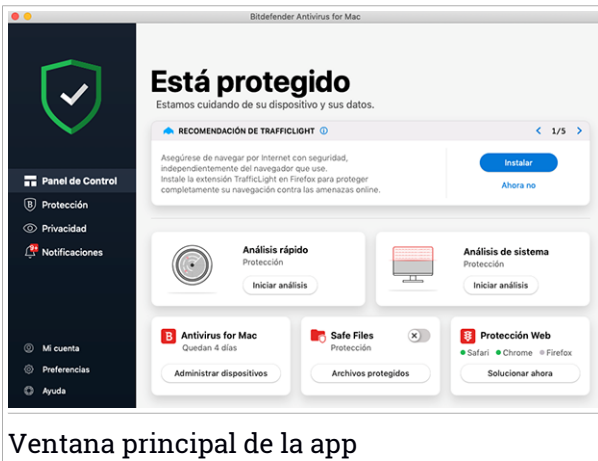 Bitdefender Antivirus for Mac
Está protegido
Estamos cuidando de su dispositivo y sus datos.
RECOMENDACIÓN DE TRAFFICLIGHT
1/5
Asegúrese de navegar por Internet con seguridad,
independientemente del navegador que use.
Instale la extensión TrafficLight en Firefox para proteger
completamente su navegación contra las amenazas online.
Instalar
Ahora no
Panel de Control
Protección
Privacidad
9+
Notificaciones
Análisis rápido
Protección
Iniciar análisis
Análisis de sistema
Protección
Iniciar análisis
B
Antivirus for Mac
Quedan 4 días
Administrar dispositivos
Safe Files
Protección
Archivos protegidos
Protección Web
Safari Chrome Firefox
Solucionar ahora
Mi cuenta
Preferencias
Ayuda
Ventana principal de la app